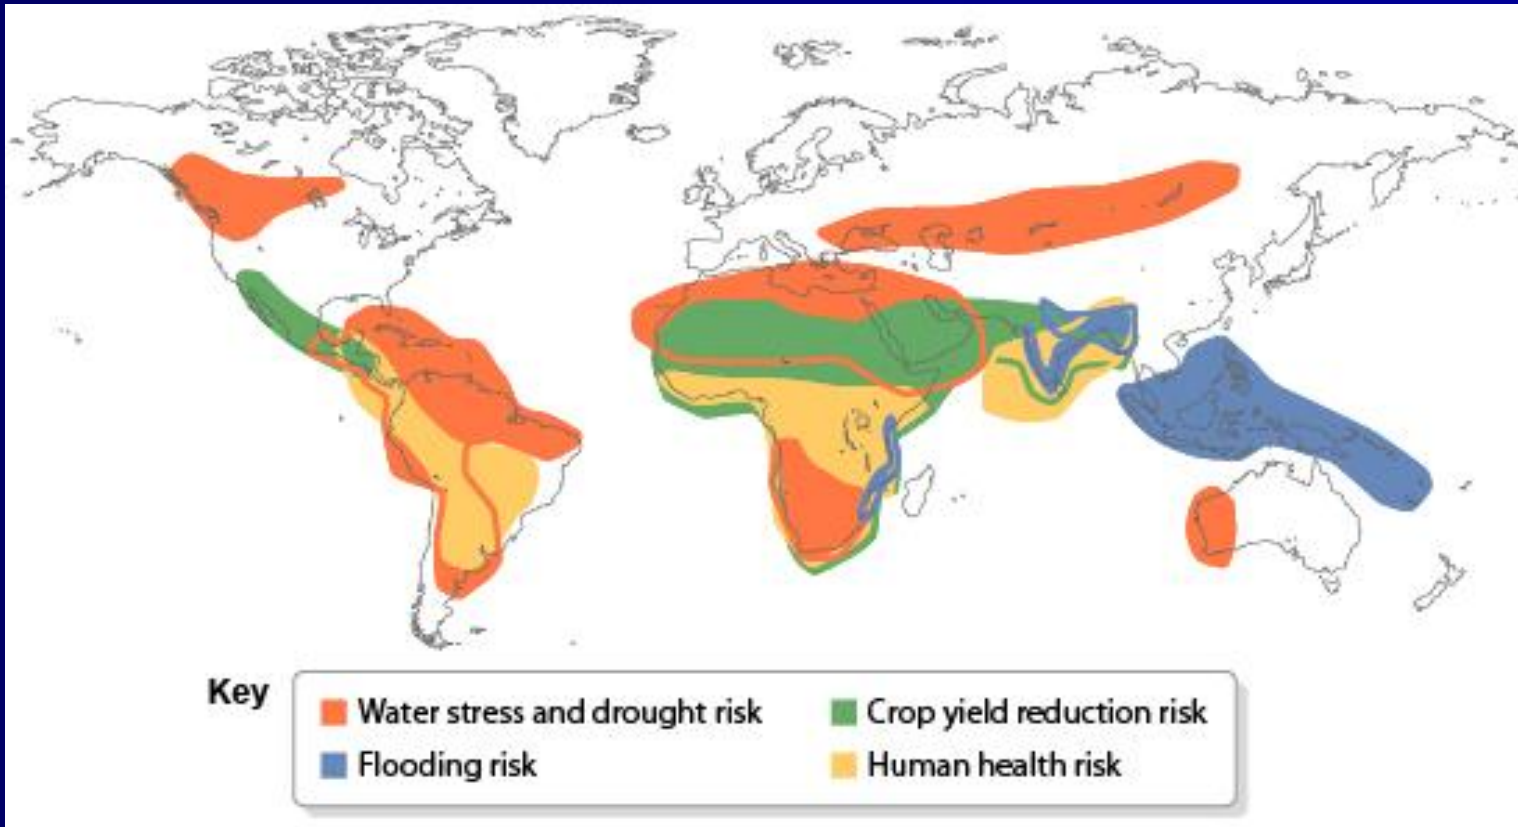 Key
Water stress and drought risk
Crop yield reduction risk
Flooding risk
Human health risk